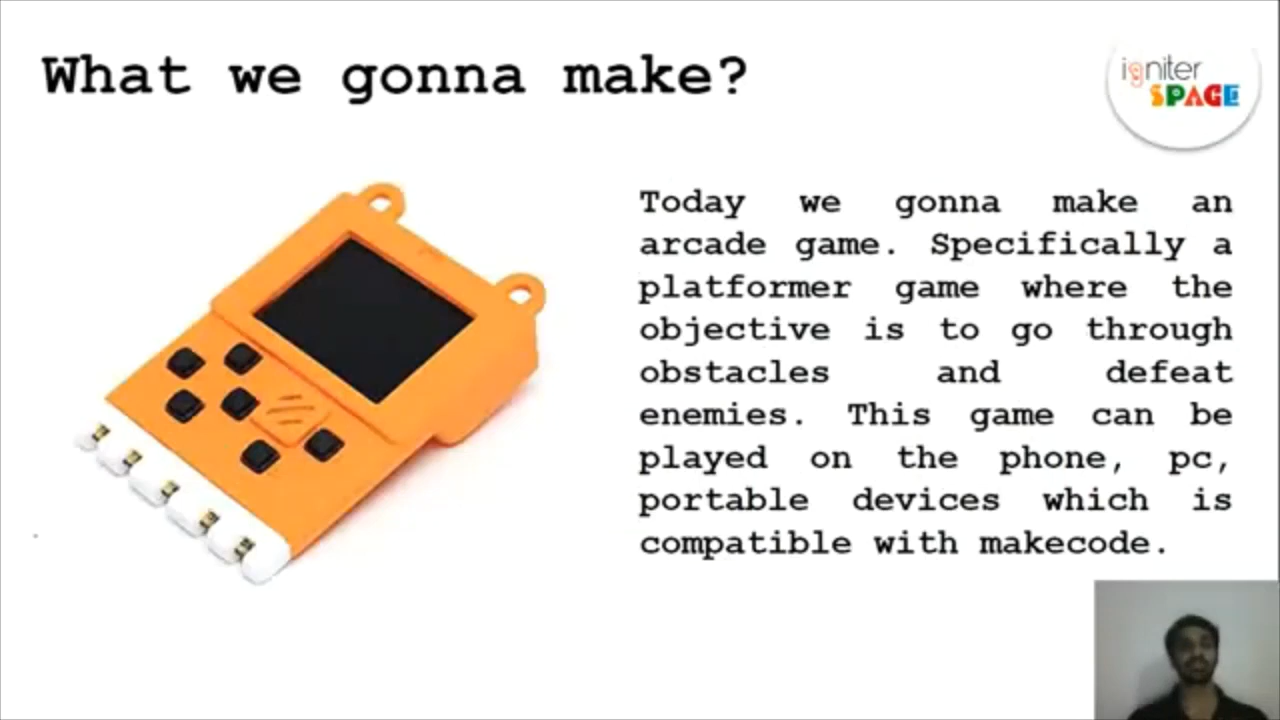 What we gonna make?
igniter
SPACE
Today we gonna make an
arcade game. Specifically a
platformer game where the
objective is to go through
obstacles and defeat
enemies. This game can be
played on the phone, pc,
portable devices which is
compatible with makecode.